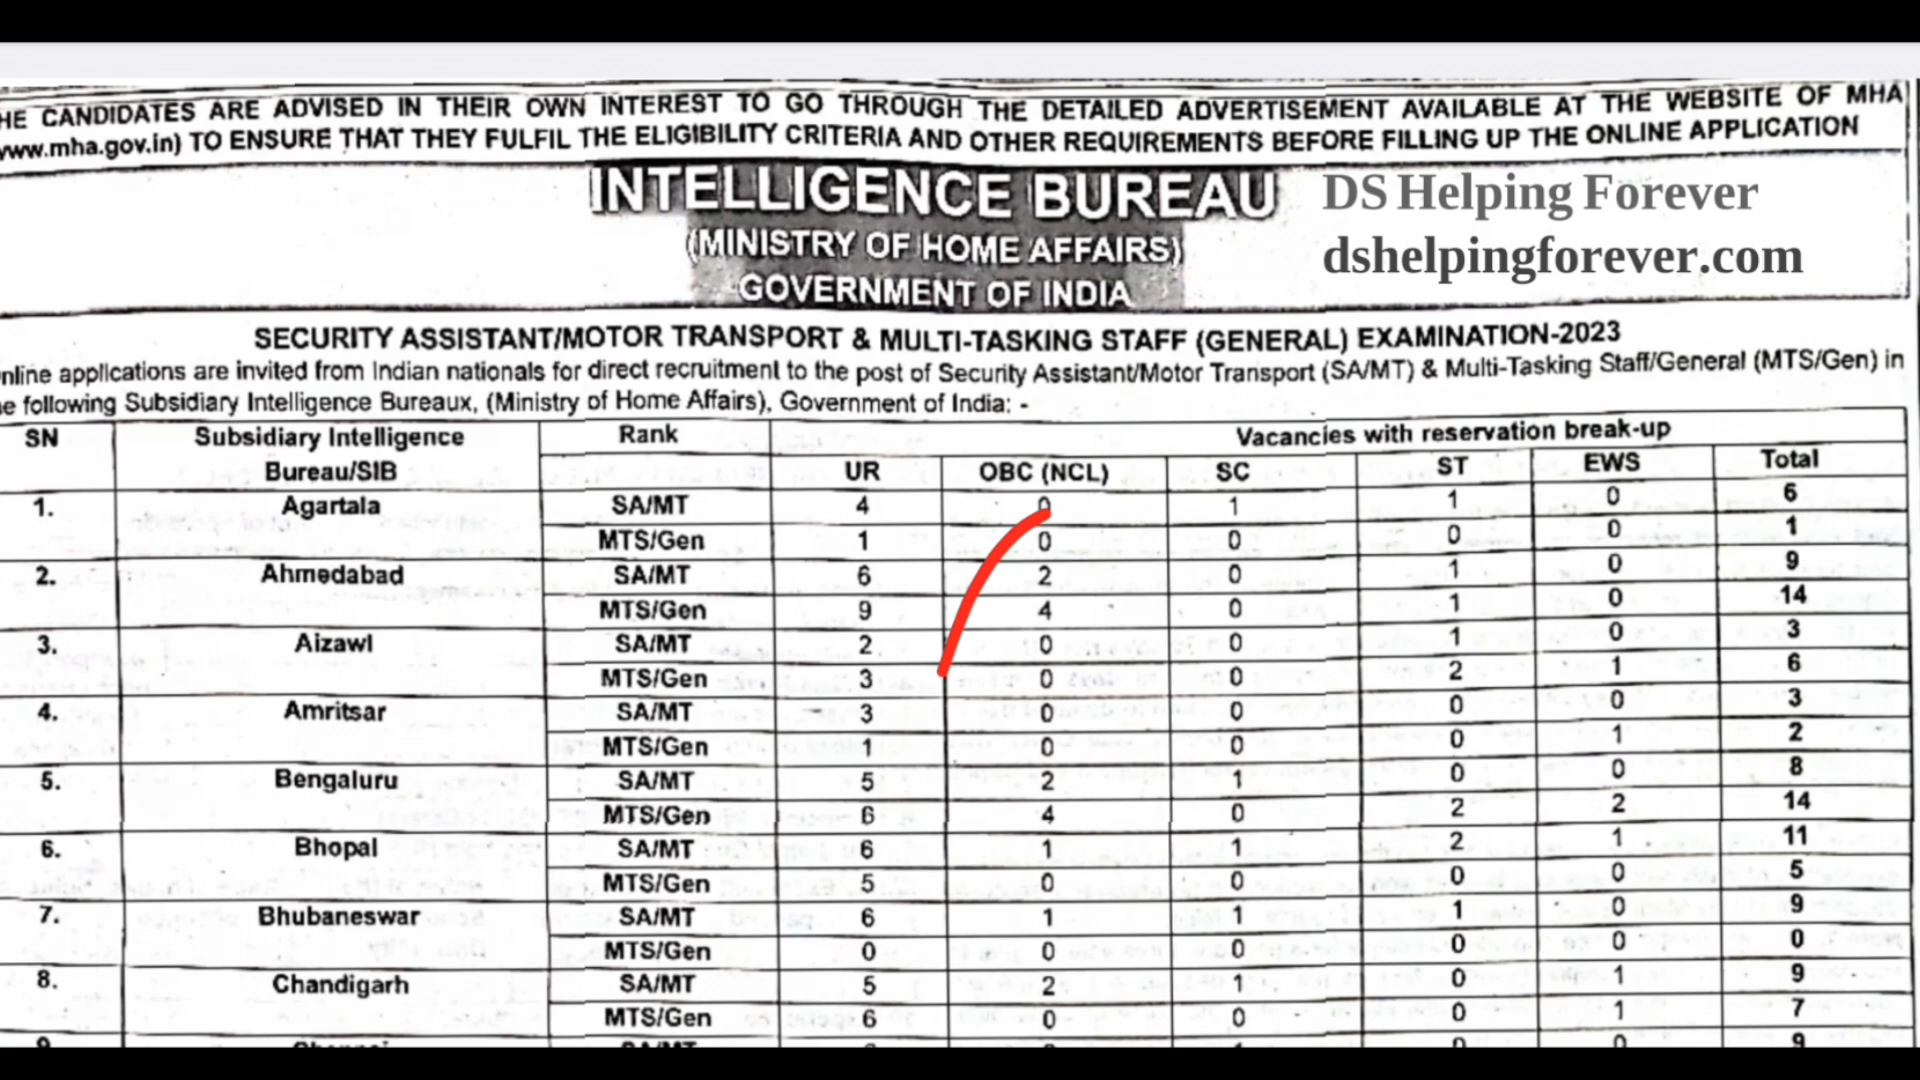 HE CANDIDATES ARE ADVISED IN THEIR OWN INTEREST TO GO THROUGH THE DETAILED ADVERTISEMENT AVAILABLE AT THE WEBSITE OF MHA
www.mha.gov.in) TO ENSURE THAT THEY FULFIL THE ELIGIBILITY CRITERIA AND OTHER REQUIREMENTS BEFORE FILLING UP THE ONLINE APPLICATION
INTELLIGENCE BUREAU
(MINISTRY OF HOME AFFAIRS)
GOVERNMENT OF INDIA
DS Helping Forever
dshelpingforever.com
SECURITY ASSISTANT/MOTOR TRANSPORT & MULTI-TASKING STAFF (GENERAL) EXAMINATION-2023
nline applications are invited from Indian nationals for direct recruitment to the post of Security Assistant/Motor Transport (SA/MT) & Multi-Tasking Staff/General (MTS/Gen) in
e following Subsidiary Intelligence Bureaux, (Ministry of Home Affairs), Government of India: -
SN Subsidiary Intelligence Bureau/SIB Rank Vacancies with reservation break-up
UR OBC (NCL) SC ST EWS Total
1. Agartala SA/MT 4 0 1 1 0 6
MTS/Gen 1 0 0 0 0 1
2. Ahmedabad SA/MT 6 2 0 1 0 9
MTS/Gen 9 4 0 1 0 14
3. Aizawl SA/MT 2 0 0 1 0 3
MTS/Gen 3 0 0 2 1 6
4. Amritsar SA/MT 3 0 0 0 0 3
MTS/Gen 1 0 0 0 1 2
5. Bengaluru SA/MT 5 2 1 0 0 8
MTS/Gen 6 4 0 2 2 14
6. Bhopal SA/MT 6 1 1 2 1 11
MTS/Gen 5 0 0 0 0 5
7. Bhubaneswar SA/MT 6 1 1 1 0 9
MTS/Gen 0 0 0 0 0 0
8. Chandigarh SA/MT 5 2 1 0 1 9
MTS/Gen 6 0 0 0 1 7
9. Chennai SA/MT 0 0 9